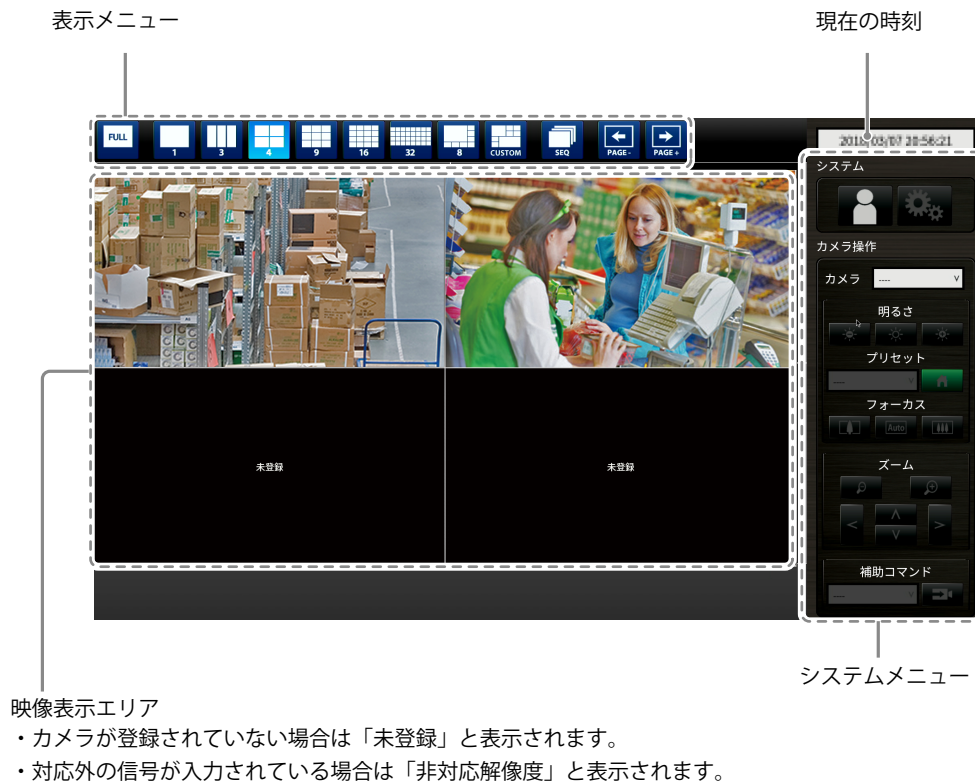 表示メニュー
現在の時刻
FULL
1
3
4
9
16
32
8
CUSTOM
SEQ
PAGE-
PAGE+
2018/03/07 20:56:21
システム
カメラ操作
カメラ ---- ∨
明るさ
プリセット
---- ∨
フォーカス
Auto
ズーム
< ∧ ∨ >
補助コマンド
---- ∨
未登録
未登録
システムメニュー
映像表示エリア
・カメラが登録されていない場合は「未登録」と表示されます。
・対応外の信号が入力されている場合は「非対応解像度」と表示されます。